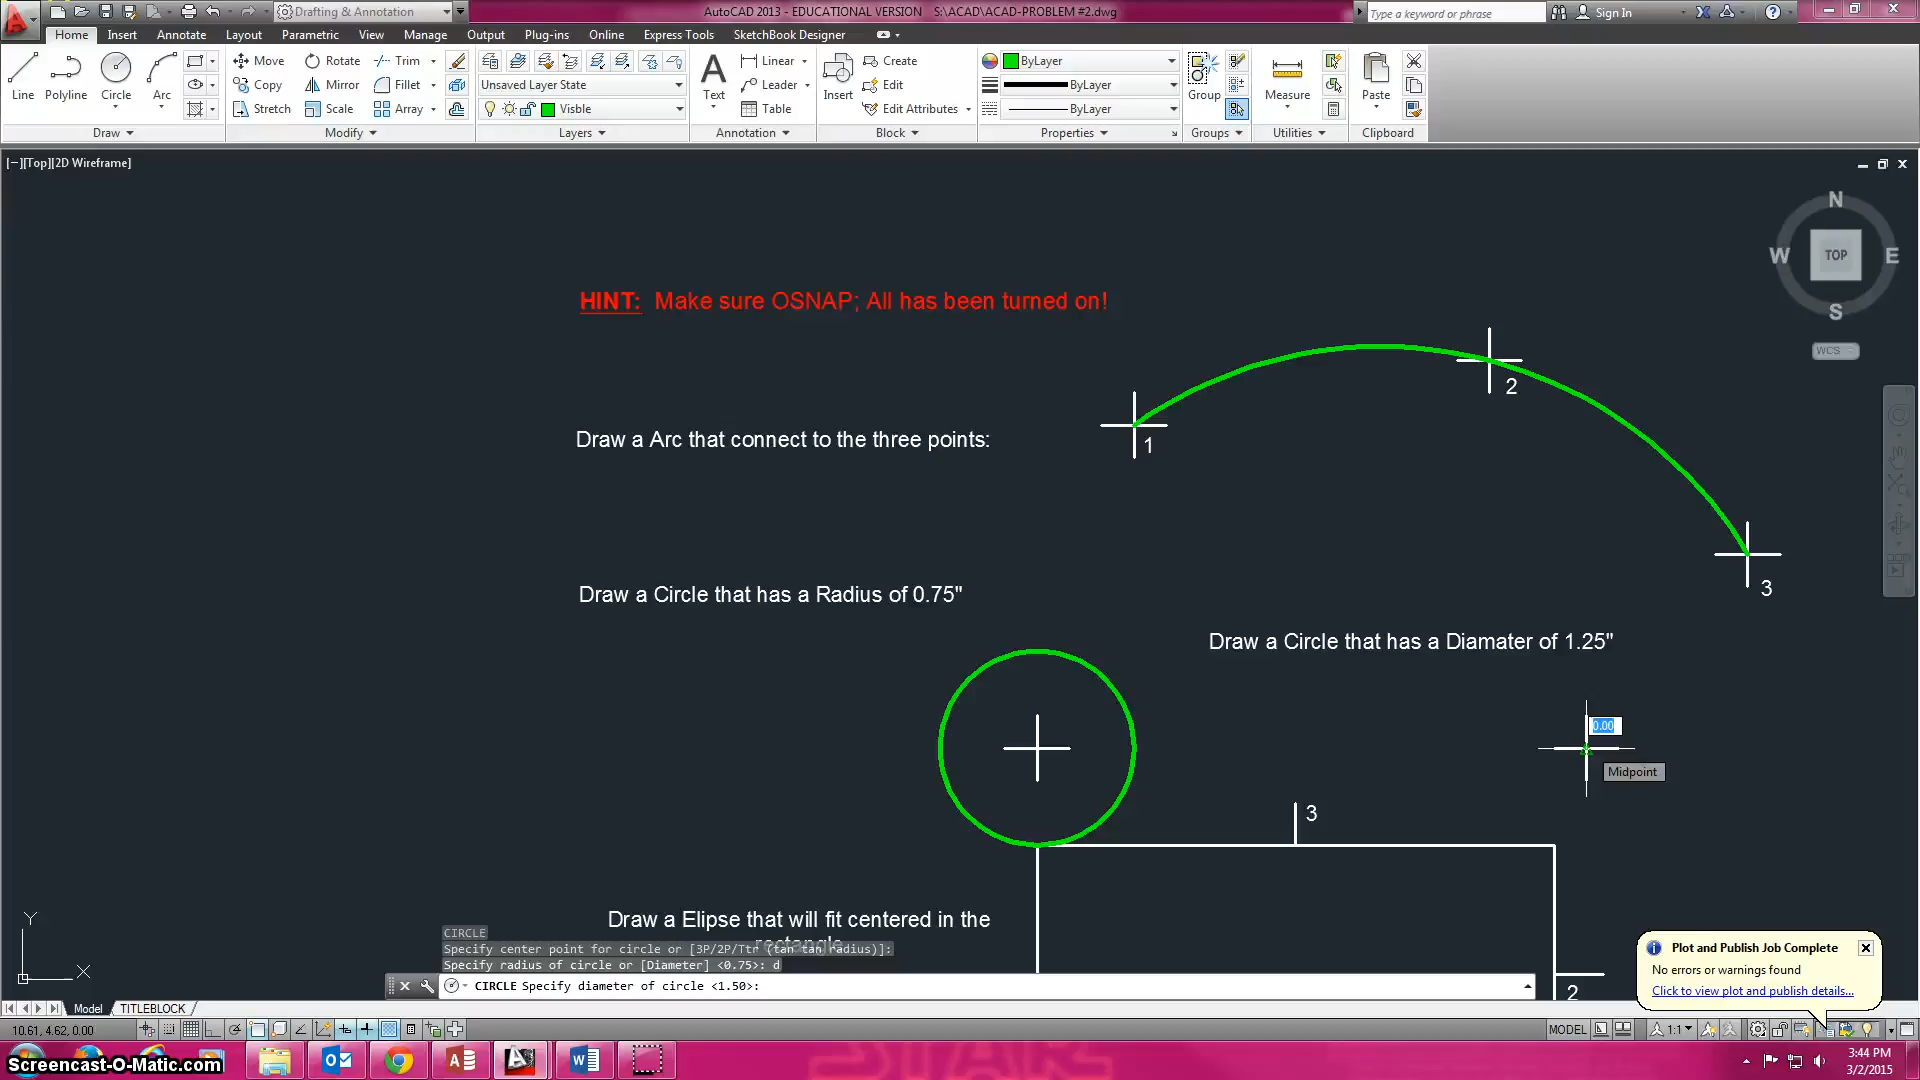 Drafting & Annotation
AutoCAD 2013 - EDUCATIONAL VERSION S:\ACAD\ACAD-PROBLEM #2.dwg
Type a keyword or phrase
Sign In
Home Insert Annotate Layout Parametric View Manage Output Plug-ins Online Express Tools SketchBook Designer
Line Polyline Circle Arc
Move Rotate Trim
Copy Mirror Fillet
Stretch Scale Array
Unsaved Layer State
Visible
Text
Linear
Leader
Table
Insert
Create
Edit
Edit Attributes
ByLayer
ByLayer
ByLayer
Group
Measure
Paste
Draw Modify Layers Annotation Block Properties Groups Utilities Clipboard
[−][Top][2D Wireframe]
N
W TOP E
S
WCS
HINT: Make sure OSNAP; All has been turned on!
2
Draw a Arc that connect to the three points:
1
3
Draw a Circle that has a Radius of 0.75"
Draw a Circle that has a Diamater of 1.25"
0.00
Midpoint
3
Draw a Elipse that will fit centered in the
rectangle
2
Y
X
CIRCLE
Specify center point for circle or [3P/2P/Ttr (tan tan radius)]:
Specify radius of circle or [Diameter] <0.75>: d
CIRCLE Specify diameter of circle <1.50>:
Plot and Publish Job Complete
No errors or warnings found
Click to view plot and publish details...
Model TITLEBLOCK
10.61, 4.62, 0.00
MODEL
1:1
Screencast-O-Matic.com
3:44 PM
3/2/2015